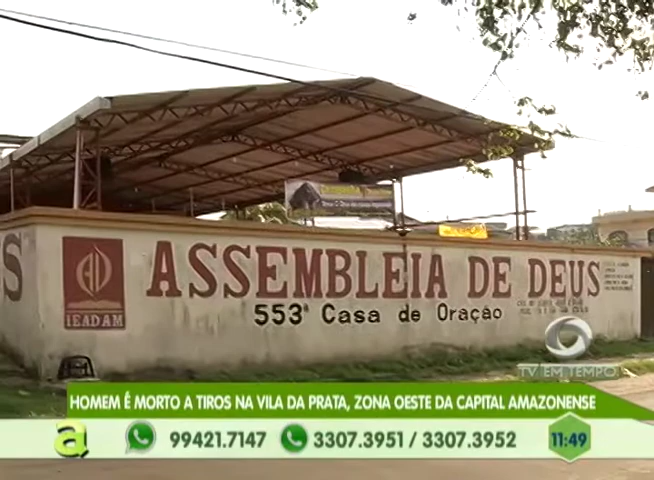 ASSEMBLEIA DE DEUS
553ª Casa de Oração
IEADAM
S
TV EM TEMPO
HOMEM É MORTO A TIROS NA VILA DA PRATA, ZONA OESTE DA CAPITAL AMAZONENSE
a
99421.7147 3307.3951 / 3307.3952
11:49